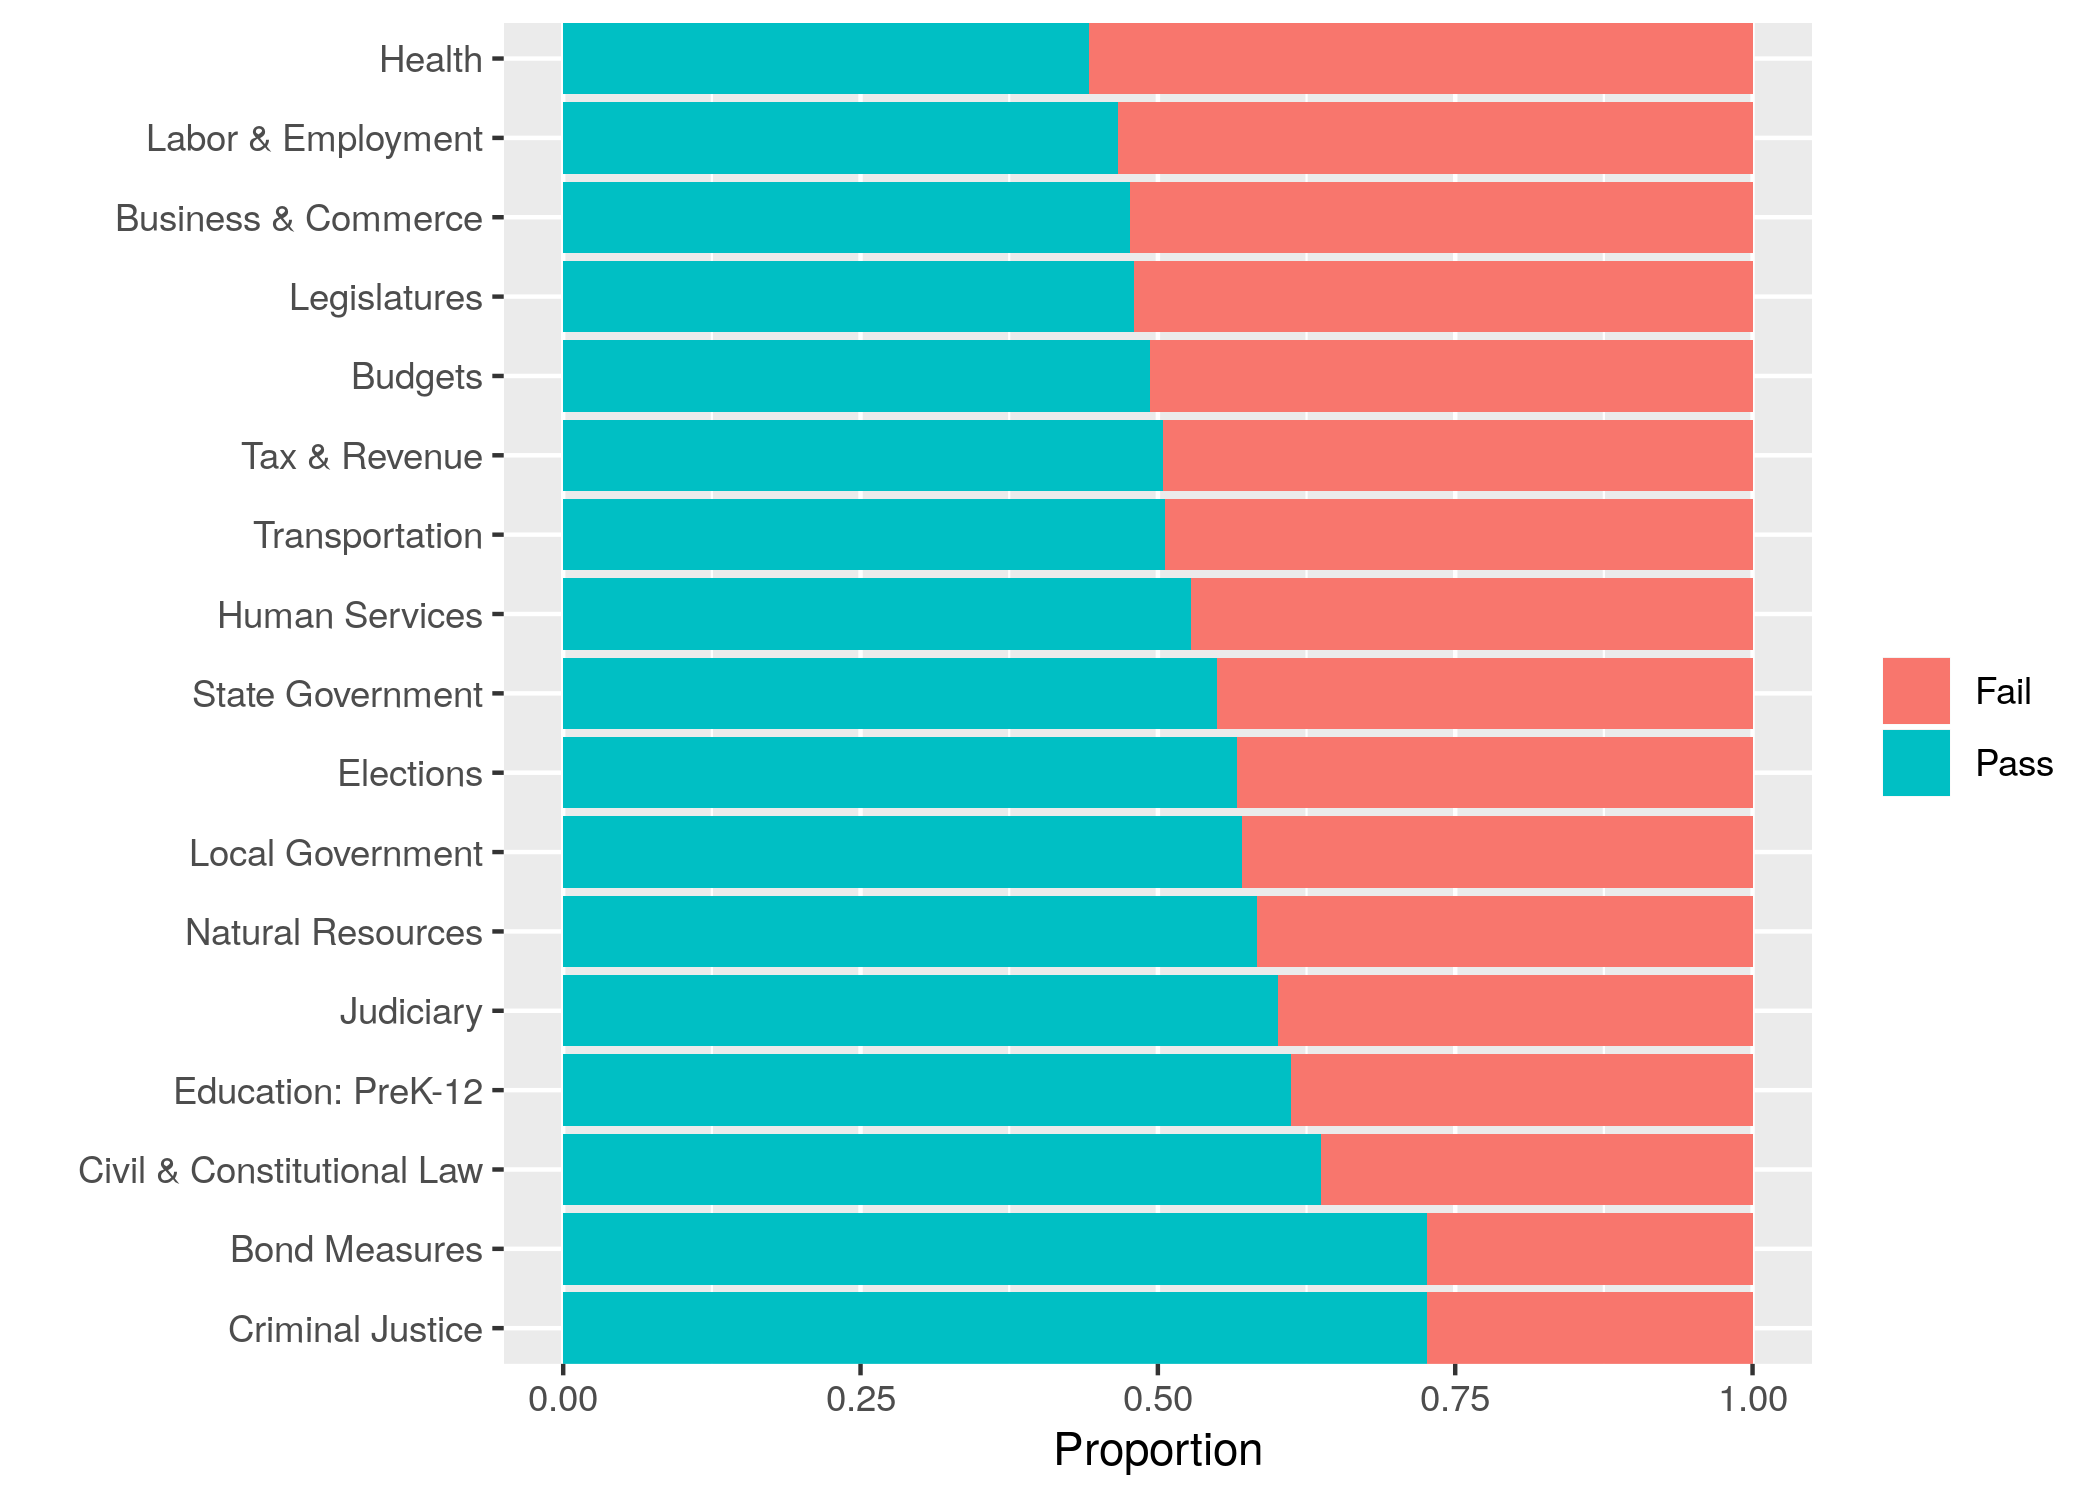 Health
Labor & Employment
Business & Commerce
Legislatures
Budgets
Tax & Revenue
Transportation
Human Services
State Government
Elections
Local Government
Natural Resources
Judiciary
Education: PreK-12
Civil & Constitutional Law
Bond Measures
Criminal Justice
0.00 0.25 0.50 0.75 1.00
Proportion
Fail
Pass